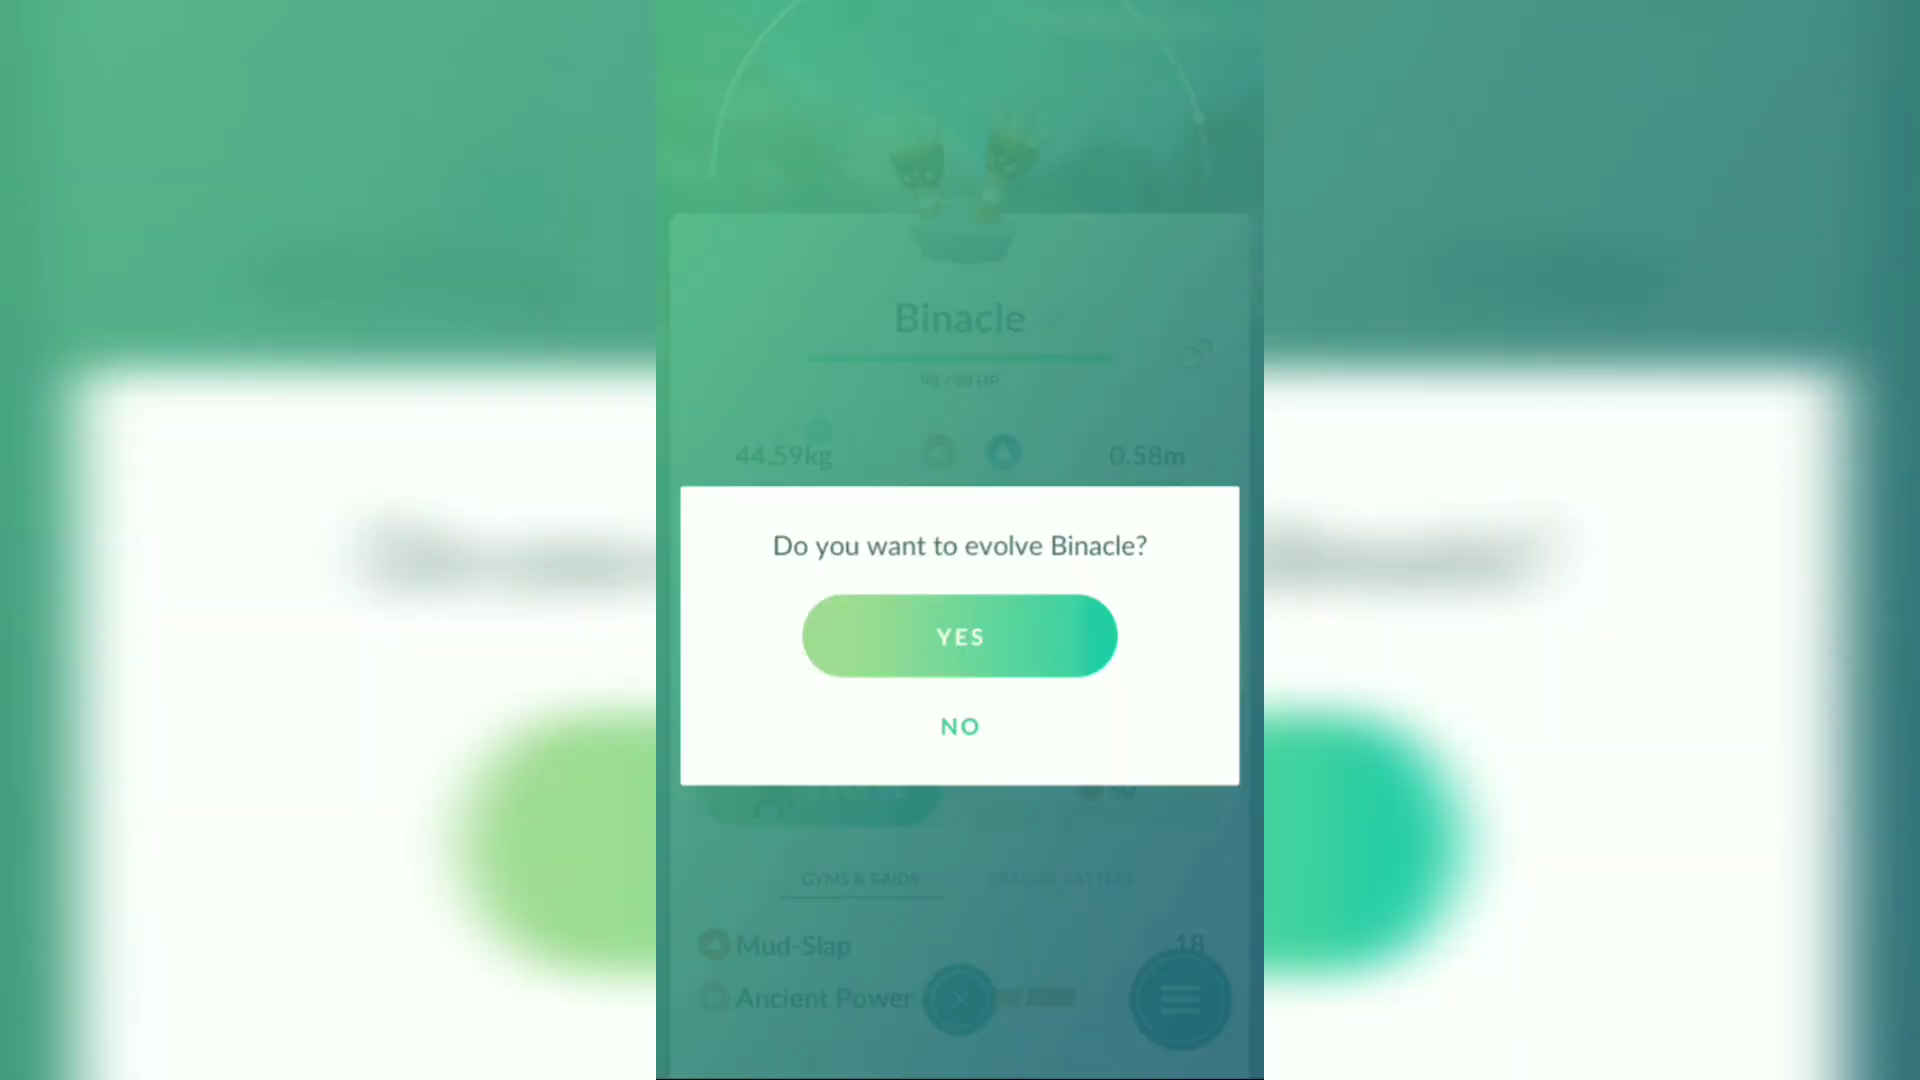 Binacle
44.59kg
0.58m
Do you want to evolve Binacle?
YES
NO
GYMS & RAIDS
Mud-Slap
18
Ancient Power